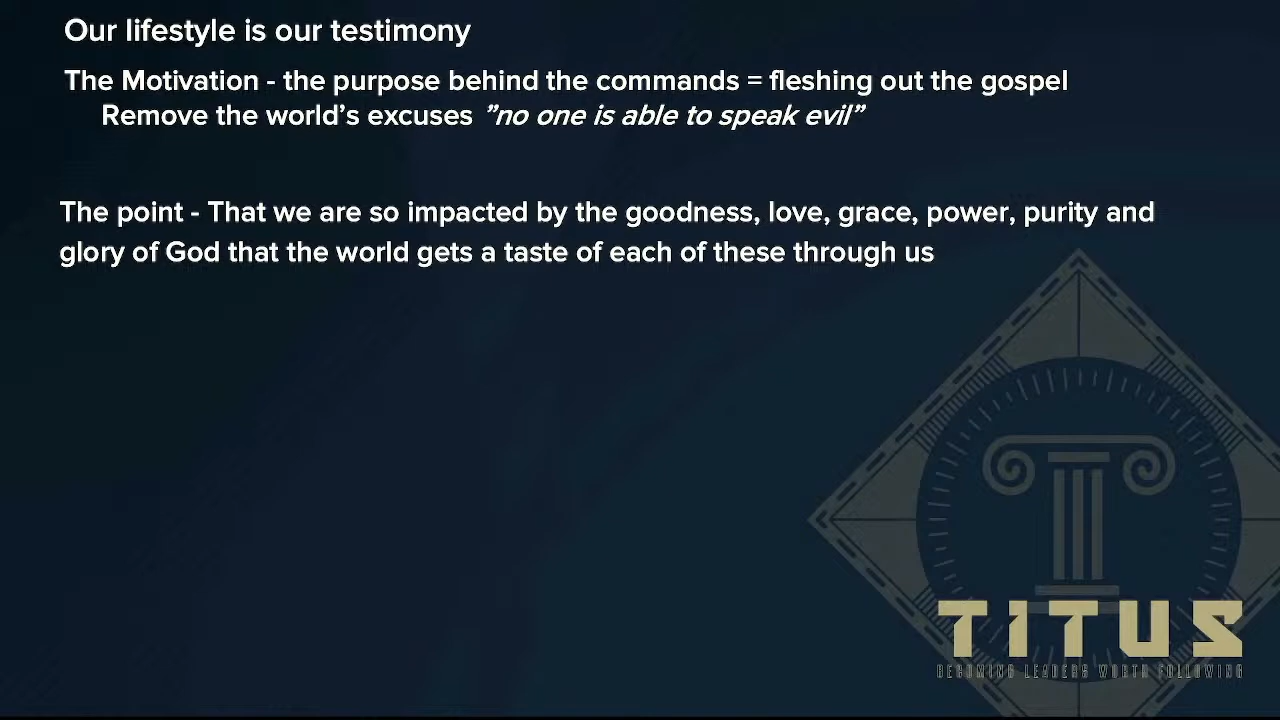 Our lifestyle is our testimony
The Motivation - the purpose behind the commands = fleshing out the gospel
Remove the world’s excuses ”no one is able to speak evil”
The point - That we are so impacted by the goodness, love, grace, power, purity and
glory of God that the world gets a taste of each of these through us
TITUS
BECOMING LEADERS WORTH FOLLOWING